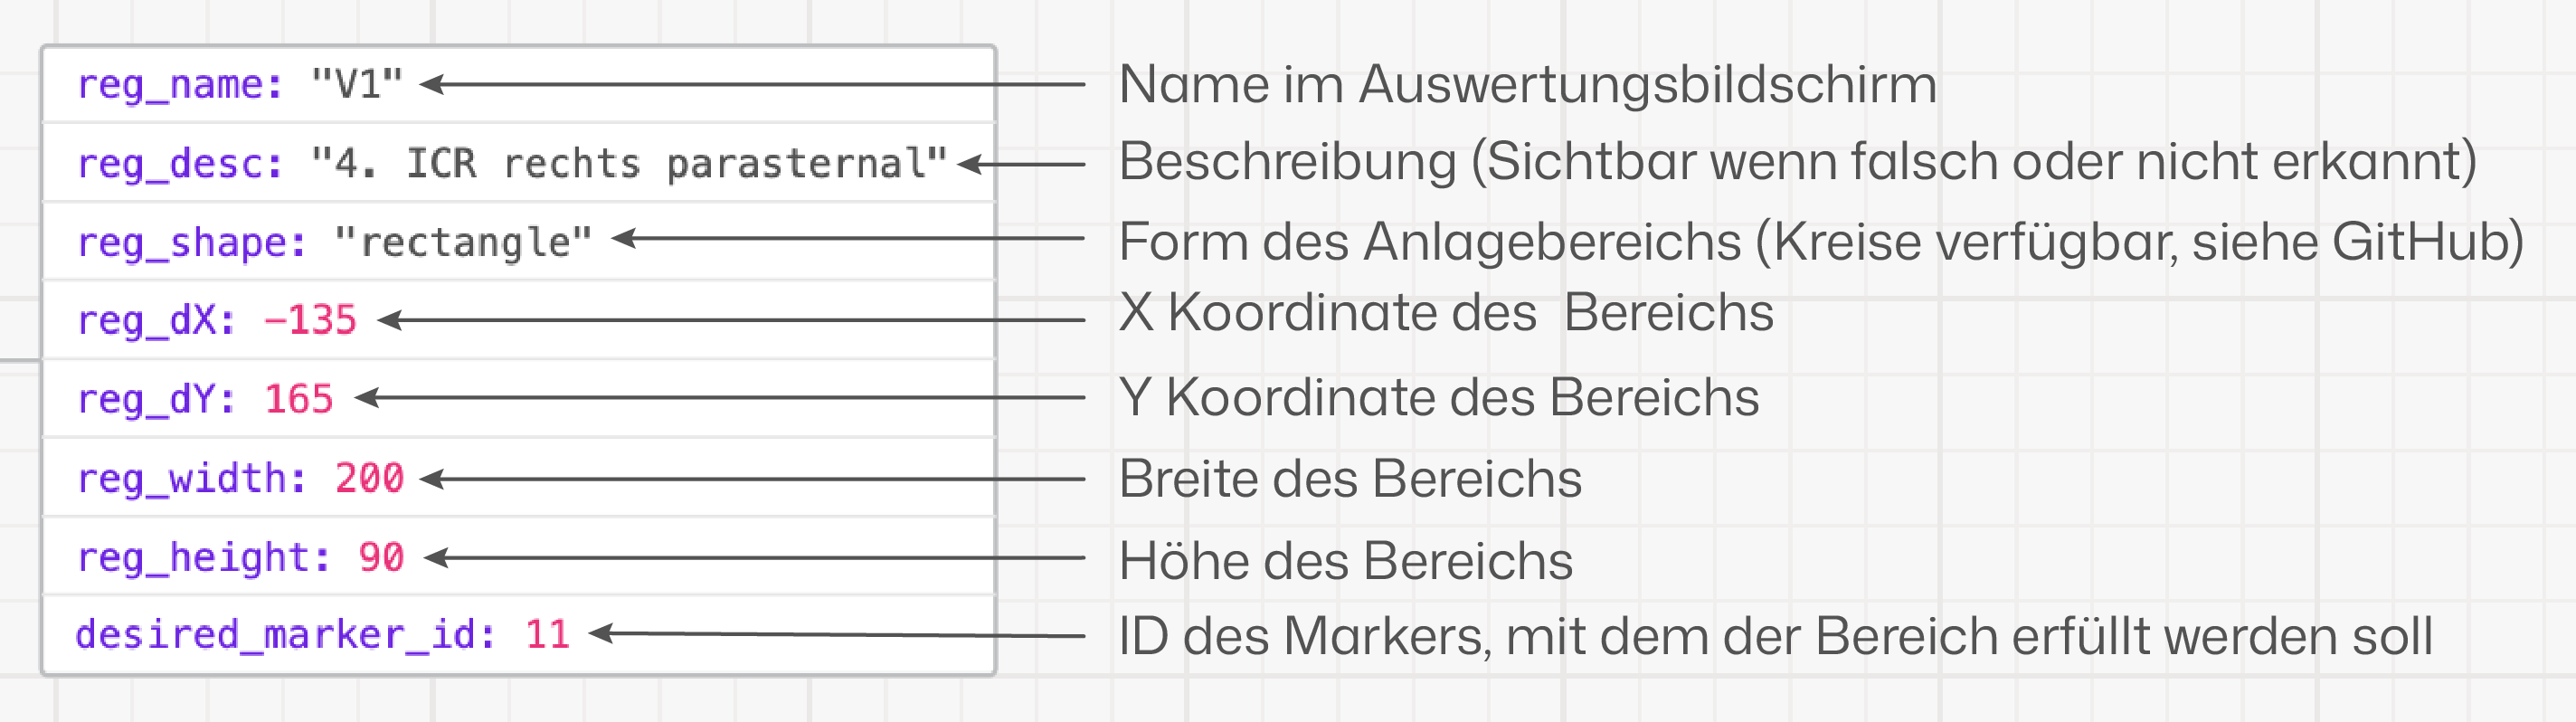 reg_name: "V1" Name im Auswertungsbildschirm
reg_desc: "4. ICR rechts parasternal" Beschreibung (Sichtbar wenn falsch oder nicht erkannt)
reg_shape: "rectangle" Form des Anlagebereichs (Kreise verfügbar, siehe GitHub)
reg_dX: −135 X Koordinate des  Bereichs
reg_dY: 165 Y Koordinate des Bereichs
reg_width: 200 Breite des Bereichs
reg_height: 90 Höhe des Bereichs
desired_marker_id: 11 ID des Markers, mit dem der Bereich erfüllt werden soll